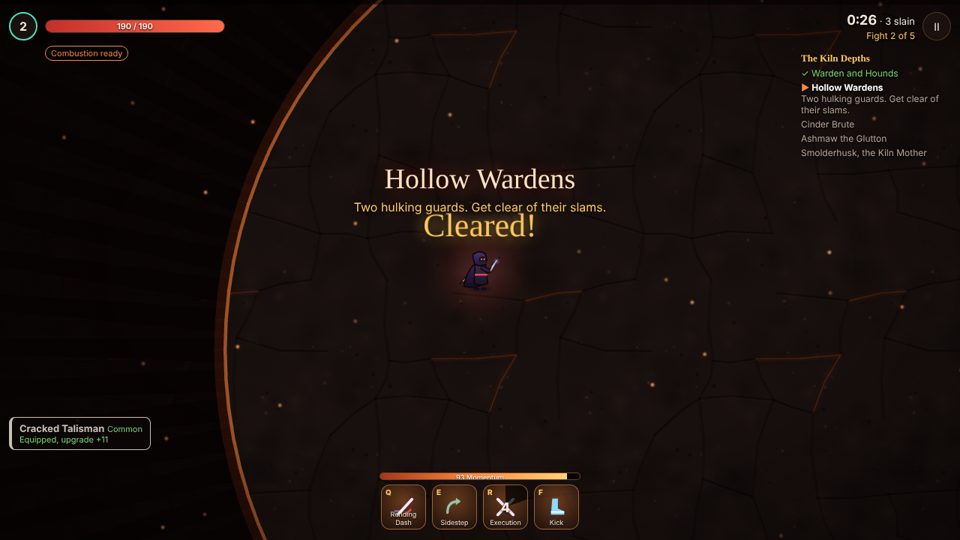 2
190 / 190
Combustion ready
0:26 · 3 slain
Fight 2 of 5
The Kiln Depths
✓ Warden and Hounds
▶ Hollow Wardens
Two hulking guards. Get clear of
their slams.
Cinder Brute
Ashmaw the Glutton
Smolderhusk, the Kiln Mother
Hollow Wardens
Two hulking guards. Get clear of their slams.
Cleared!
Cracked Talisman Common
Equipped, upgrade +11
93 Momentum
Q
Rending
Dash
E
Sidestep
R
4
Execution
F
Kick